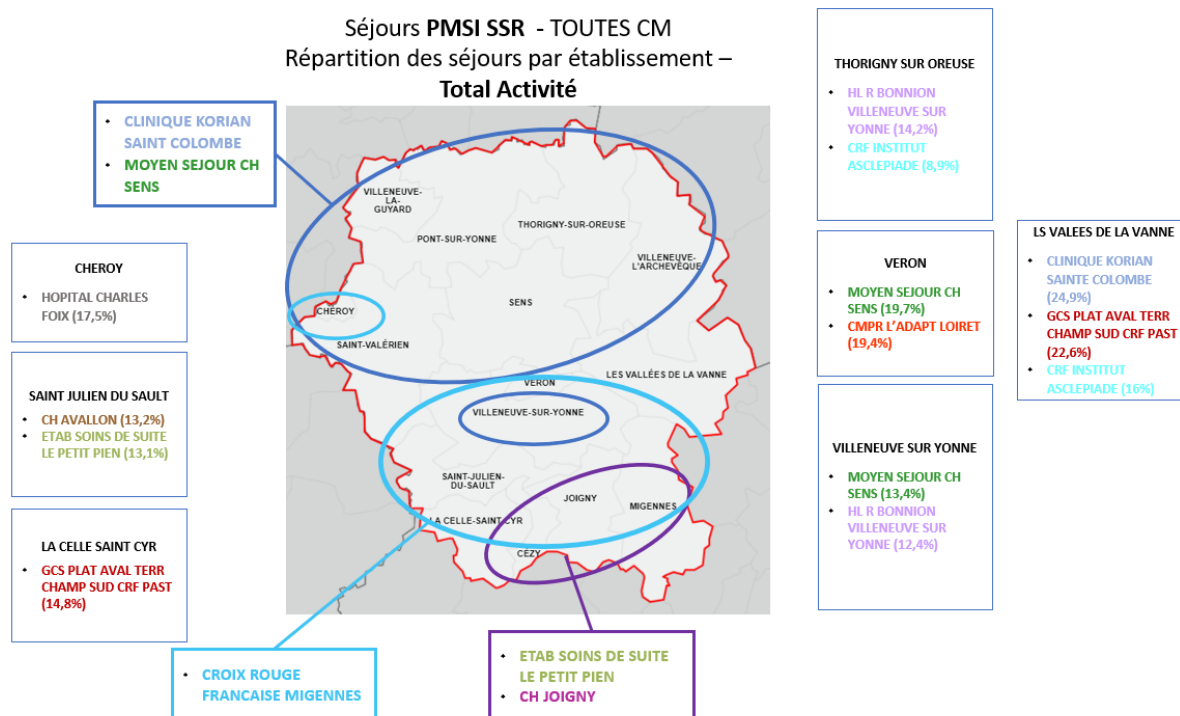 Séjours PMSI SSR - TOUTES CM
Répartition des séjours par établissement –
Total Activité
• CLINIQUE KORIAN
SAINT COLOMBE
• MOYEN SEJOUR CH
SENS
CHEROY
• HOPITAL CHARLES
FOIX (17,5%)
SAINT JULIEN DU SAULT
• CH AVALLON (13,2%)
• ETAB SOINS DE SUITE
LE PETIT PIEN (13,1%)
LA CELLE SAINT CYR
• GCS PLAT AVAL TERR
CHAMP SUD CRF PAST
(14,8%)
VILLENEUVE-
LA-
GUYARD
THORIGNY-SUR-OREUSE
PONT-SUR-YONNE
VILLENEUVE-
L'ARCHEVÊQUE
SENS
CHÉROY
SAINT-VALÉRIEN
LES VALLÉES DE LA VANNE
VERON
VILLENEUVE-SUR-YONNE
SAINT-JULIEN-
DU-SAULT
JOIGNY
MIGENNES
LA CELLE-SAINT-CYR
CÉZY
• CROIX ROUGE
FRANCAISE MIGENNES
• ETAB SOINS DE SUITE
LE PETIT PIEN
• CH JOIGNY
THORIGNY SUR OREUSE
• HL R BONNION
VILLENEUVE SUR
YONNE (14,2%)
• CRF INSTITUT
ASCLEPIADE (8,9%)
VERON
• MOYEN SEJOUR CH
SENS (19,7%)
• CMPR L'ADAPT LOIRET
(19,4%)
VILLENEUVE SUR YONNE
• MOYEN SEJOUR CH
SENS (13,4%)
• HL R BONNION
VILLENEUVE SUR
YONNE (12,4%)
LS VALEES DE LA VANNE
• CLINIQUE KORIAN
SAINTE COLOMBE
(24,9%)
• GCS PLAT AVAL TERR
CHAMP SUD CRF PAST
(22,6%)
• CRF INSTITUT
ASCLEPIADE (16%)